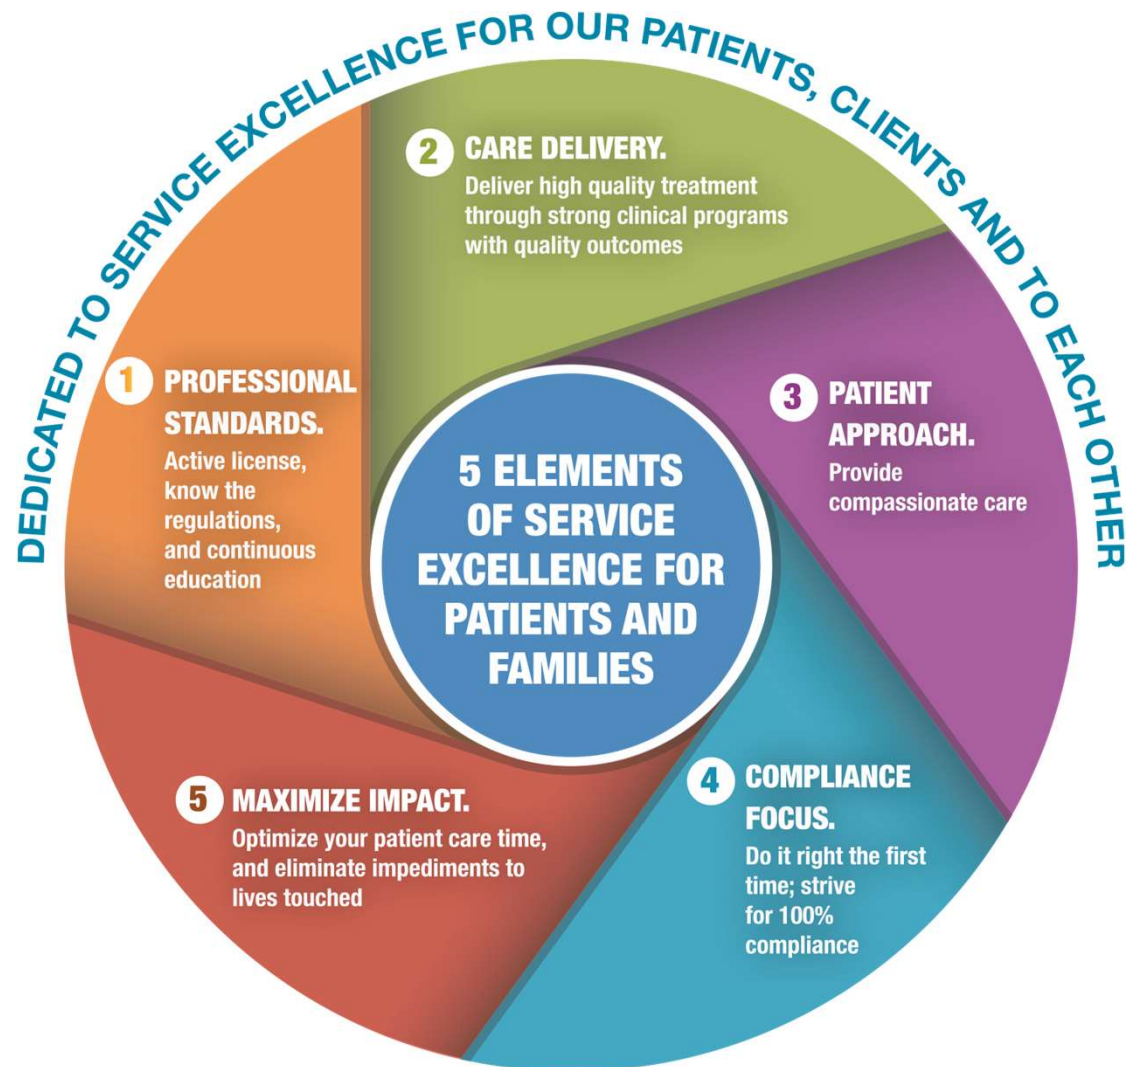 DEDICATED TO SERVICE EXCELLENCE FOR OUR PATIENTS, CLIENTS AND TO EACH OTHER
5 ELEMENTS
OF SERVICE
EXCELLENCE FOR
PATIENTS AND
FAMILIES
1 PROFESSIONAL
STANDARDS.
Active license,
know the
regulations,
and continuous
education
2 CARE DELIVERY.
Deliver high quality treatment
through strong clinical programs
with quality outcomes
3 PATIENT
APPROACH.
Provide
compassionate care
4 COMPLIANCE
FOCUS.
Do it right the first
time; strive
for 100%
compliance
5 MAXIMIZE IMPACT.
Optimize your patient care time,
and eliminate impediments to
lives touched